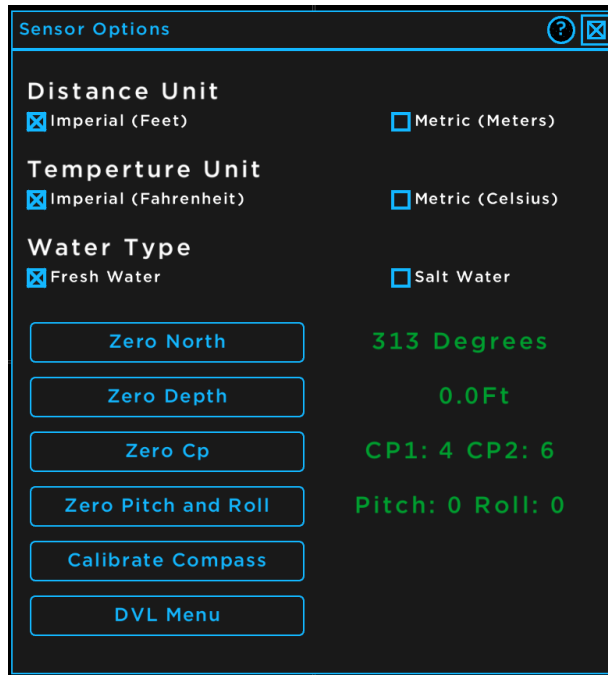 Sensor Options ?
Distance Unit
Imperial (Feet) Metric (Meters)
Temperture Unit
Imperial (Fahrenheit) Metric (Celsius)
Water Type
Fresh Water Salt Water
Zero North 313 Degrees
Zero Depth 0.0Ft
Zero Cp CP1: 4 CP2: 6
Zero Pitch and Roll Pitch: 0 Roll: 0
Calibrate Compass
DVL Menu